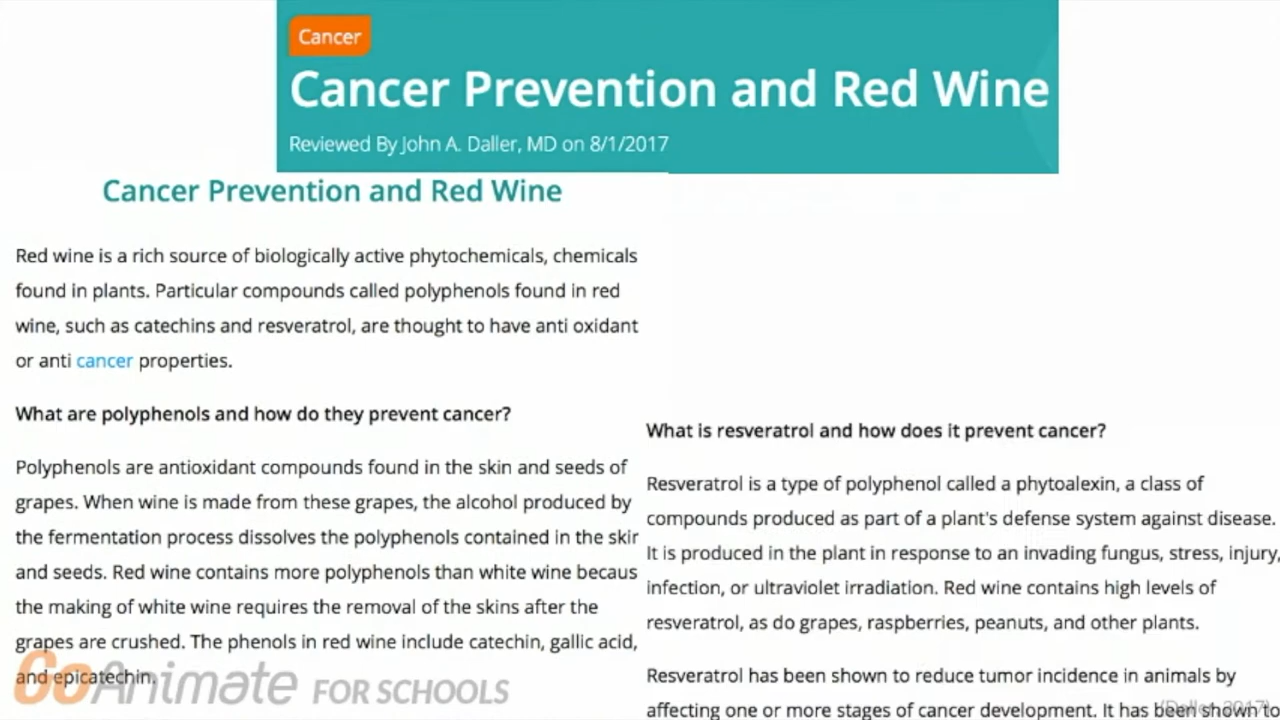 Cancer
Cancer Prevention and Red Wine
Reviewed By John A. Daller, MD on 8/1/2017
Cancer Prevention and Red Wine
Red wine is a rich source of biologically active phytochemicals, chemicals
found in plants. Particular compounds called polyphenols found in red
wine, such as catechins and resveratrol, are thought to have anti oxidant
or anti cancer properties.
What are polyphenols and how do they prevent cancer?
Polyphenols are antioxidant compounds found in the skin and seeds of
grapes. When wine is made from these grapes, the alcohol produced by
the fermentation process dissolves the polyphenols contained in the skin
and seeds. Red wine contains more polyphenols than white wine becaus
the making of white wine requires the removal of the skins after the
grapes are crushed. The phenols in red wine include catechin, gallic acid,
and epicatechin.
GoAnimate FOR SCHOOLS
What is resveratrol and how does it prevent cancer?
Resveratrol is a type of polyphenol called a phytoalexin, a class of
compounds produced as part of a plant's defense system against disease.
It is produced in the plant in response to an invading fungus, stress, injury,
infection, or ultraviolet irradiation. Red wine contains high levels of
resveratrol, as do grapes, raspberries, peanuts, and other plants.
Resveratrol has been shown to reduce tumor incidence in animals by
affecting one or more stages of cancer development. It has been shown to
(Daller, 2017)